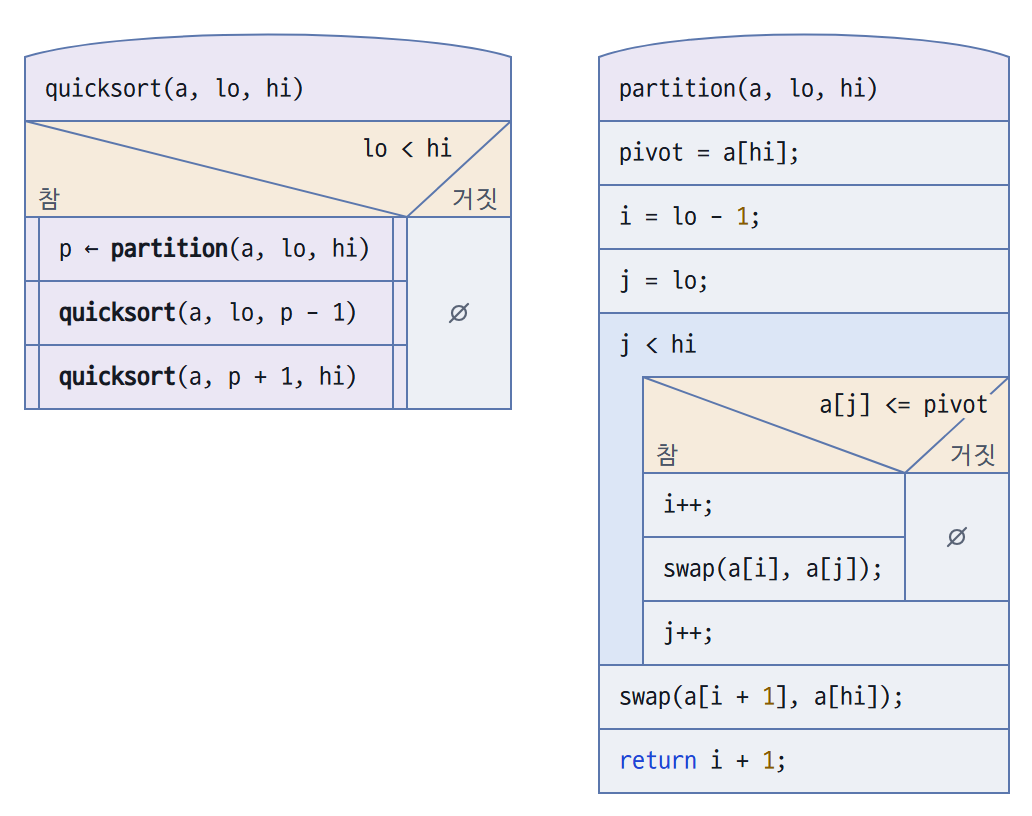 quicksort(a, lo, hi)
lo < hi
참
거짓
p ← partition(a, lo, hi)
quicksort(a, lo, p - 1)
quicksort(a, p + 1, hi)
∅
partition(a, lo, hi)
pivot = a[hi];
i = lo - 1;
j = lo;
j < hi
a[j] <= pivot
참
거짓
i++;
swap(a[i], a[j]);
∅
j++;
swap(a[i + 1], a[hi]);
return i + 1;